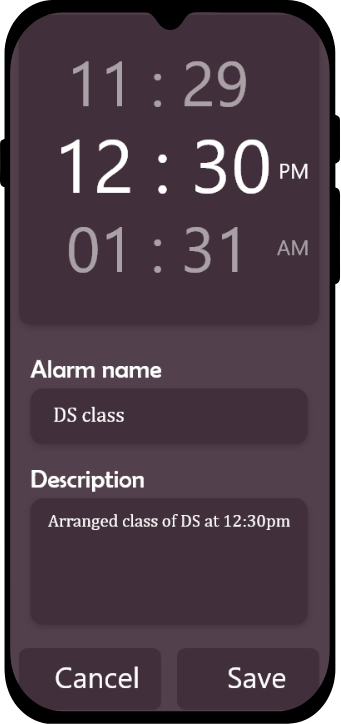 11 : 29
12 : 30 PM
01 : 31 AM
Alarm name
DS class
Description
Arranged class of DS at 12:30pm
Cancel Save